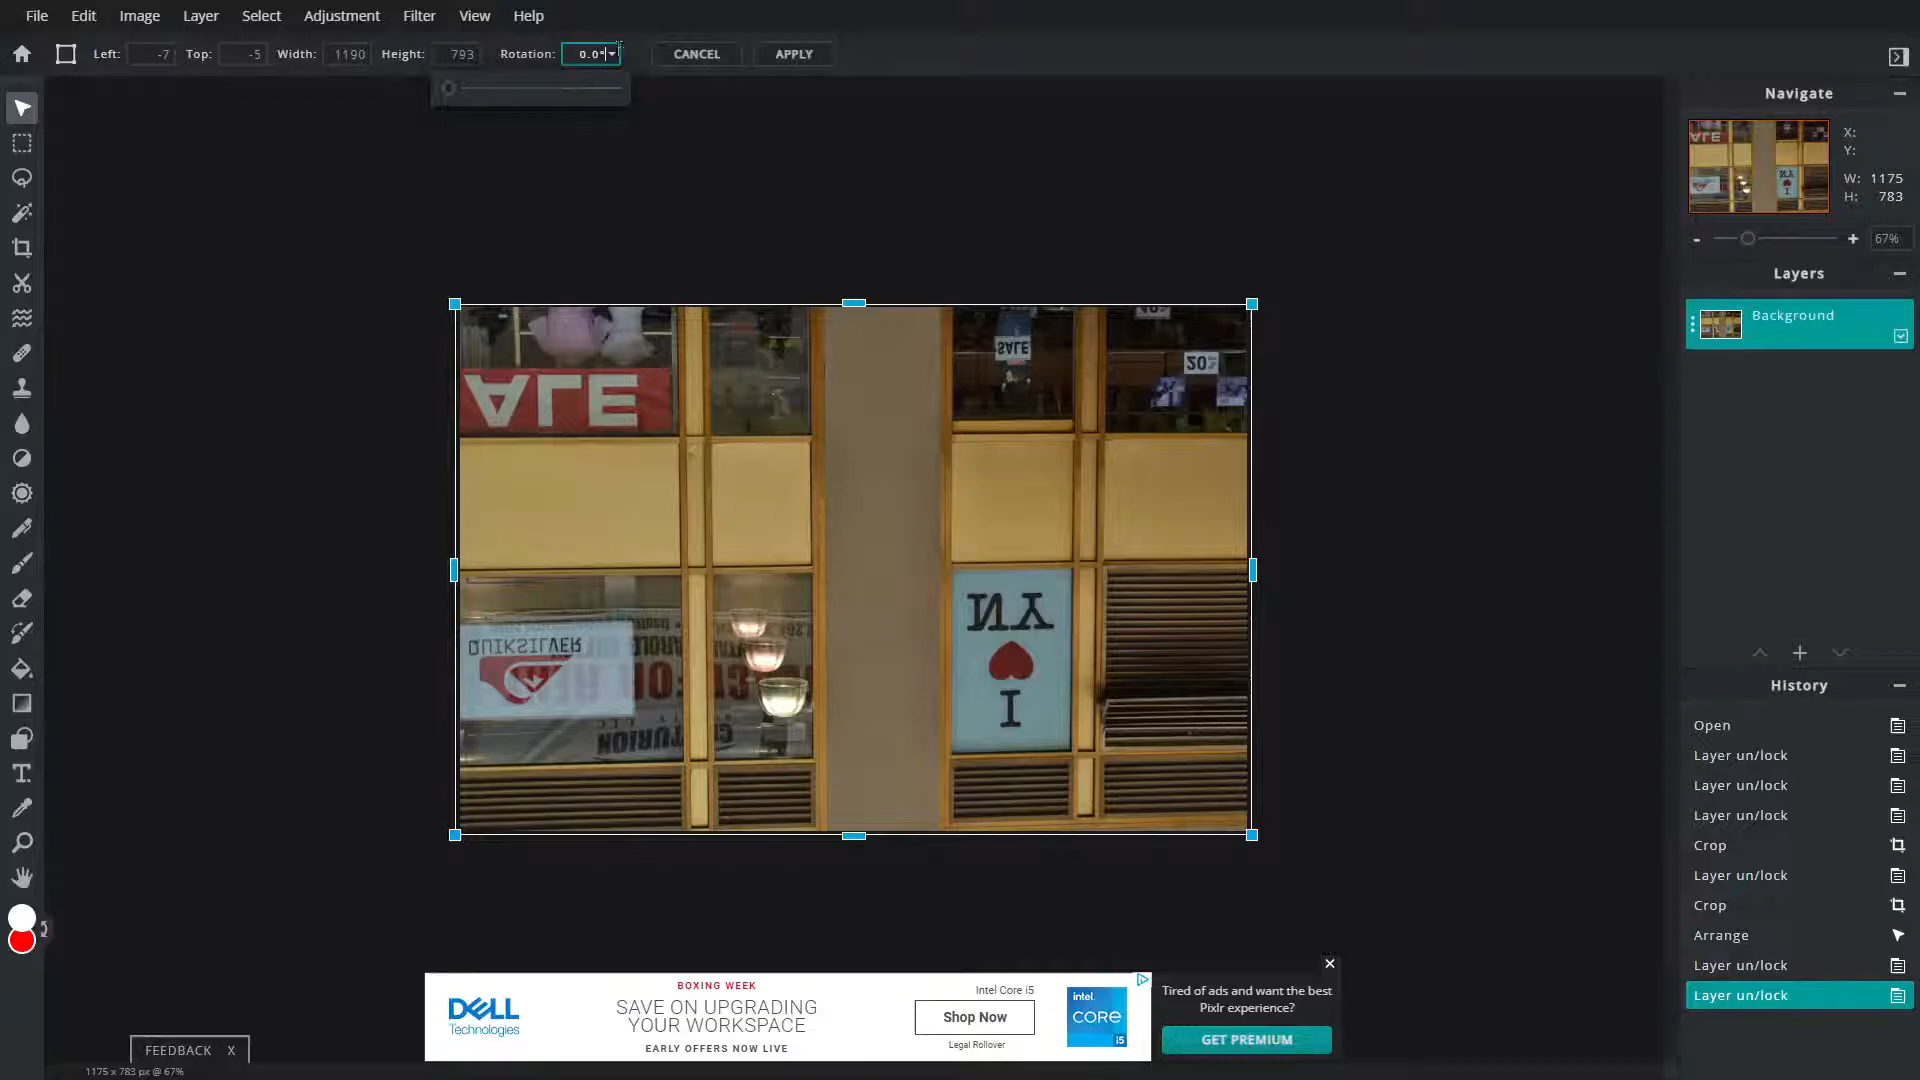 File Edit Image Layer Select Adjustment Filter View Help
Left: -7 Top: -5 Width: 1190 Height: 793 Rotation: 0.0° CANCEL APPLY
Navigate
X:
Y:
W: 1175
H: 783
- + 67%
Layers
Background
History
Open
Layer un/lock
Layer un/lock
Layer un/lock
Crop
Layer un/lock
Crop
Arrange
Layer un/lock
Layer un/lock
SALE
20
ALE
QUIKSILVER
CENTURION
I
NY
DELL
Technologies
BOXING WEEK
SAVE ON UPGRADING
YOUR WORKSPACE
EARLY OFFERS NOW LIVE
Intel Core i5
Shop Now
Legal Rollover
intel.
CORE
i5
Tired of ads and want the best
Pixlr experience?
GET PREMIUM
FEEDBACK X
1175 x 783 px @ 67%